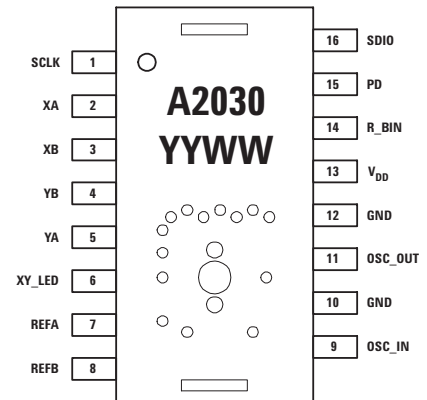 SCLK 1
XA 2
XB 3
YB 4
YA 5
XY_LED 6
REFA 7
REFB 8
A2030
YYWW
16 SDIO
15 PD
14 R_BIN
13 VDD
12 GND
11 OSC_OUT
10 GND
9 OSC_IN